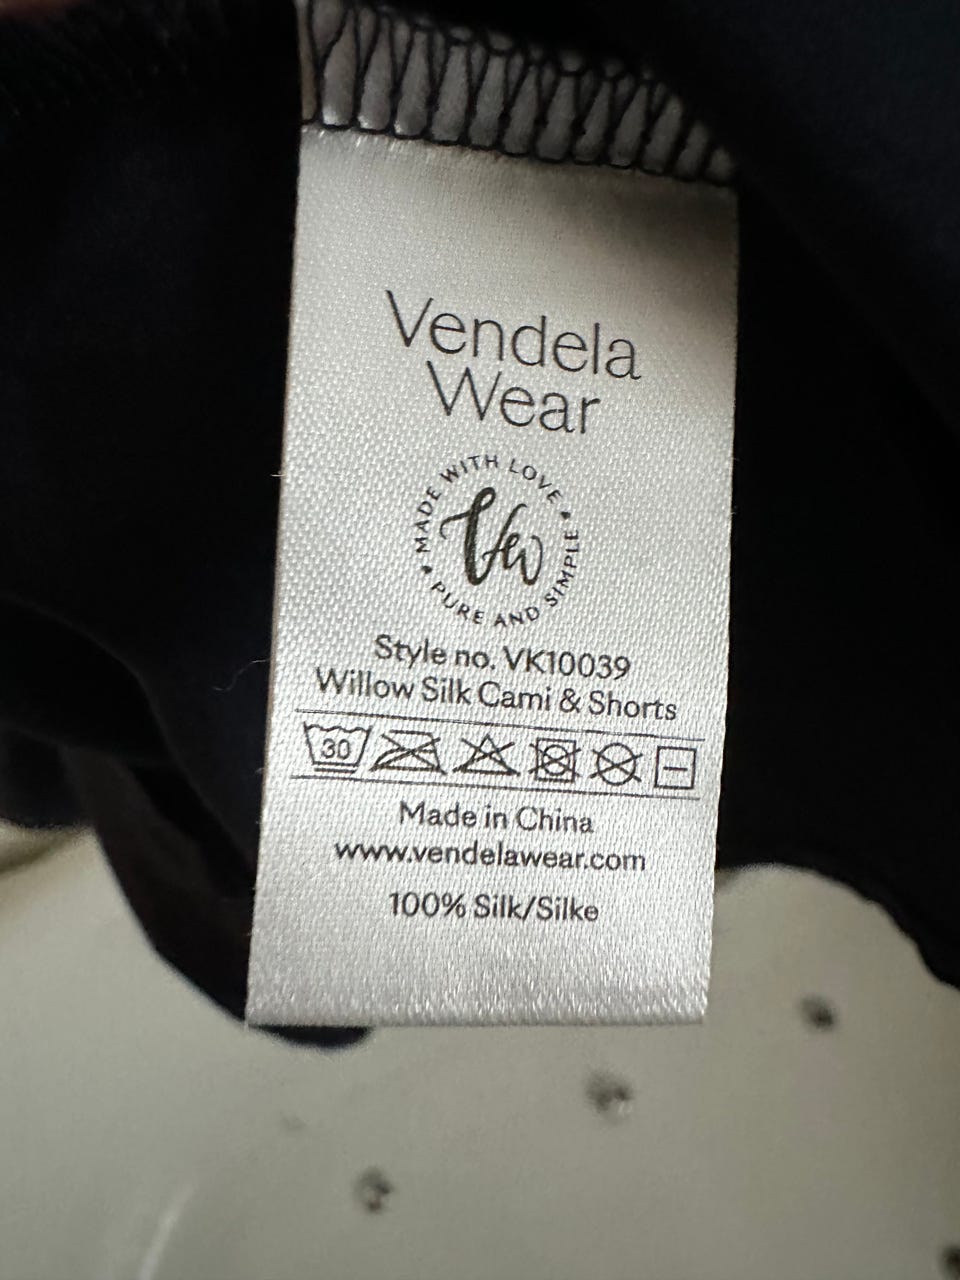 Vendela
Wear
MADE WITH LOVE
Vw
PURE AND SIMPLE
Style no. VK10039
Willow Silk Cami & Shorts
30
Made in China
www.vendelawear.com
100% Silk/Silke